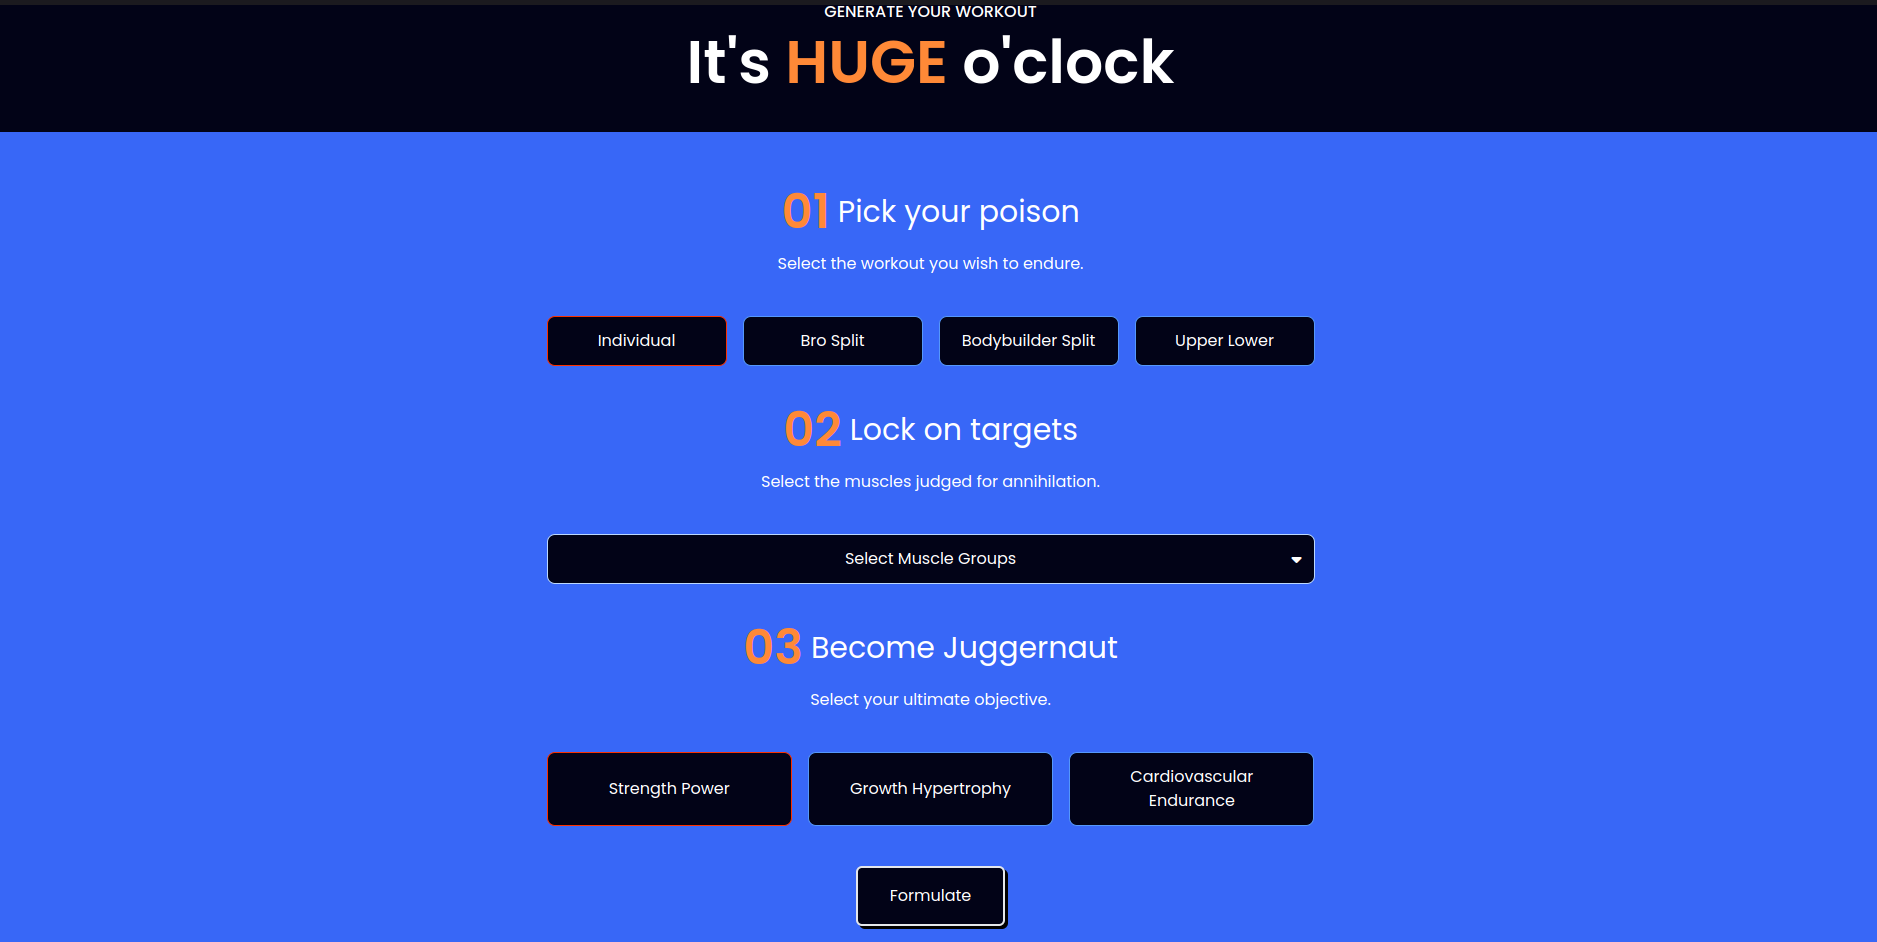 GENERATE YOUR WORKOUT
It's HUGE o'clock
01 Pick your poison
Select the workout you wish to endure.
Individual
Bro Split
Bodybuilder Split
Upper Lower
02 Lock on targets
Select the muscles judged for annihilation.
Select Muscle Groups
03 Become Juggernaut
Select your ultimate objective.
Strength Power
Growth Hypertrophy
Cardiovascular
Endurance
Formulate